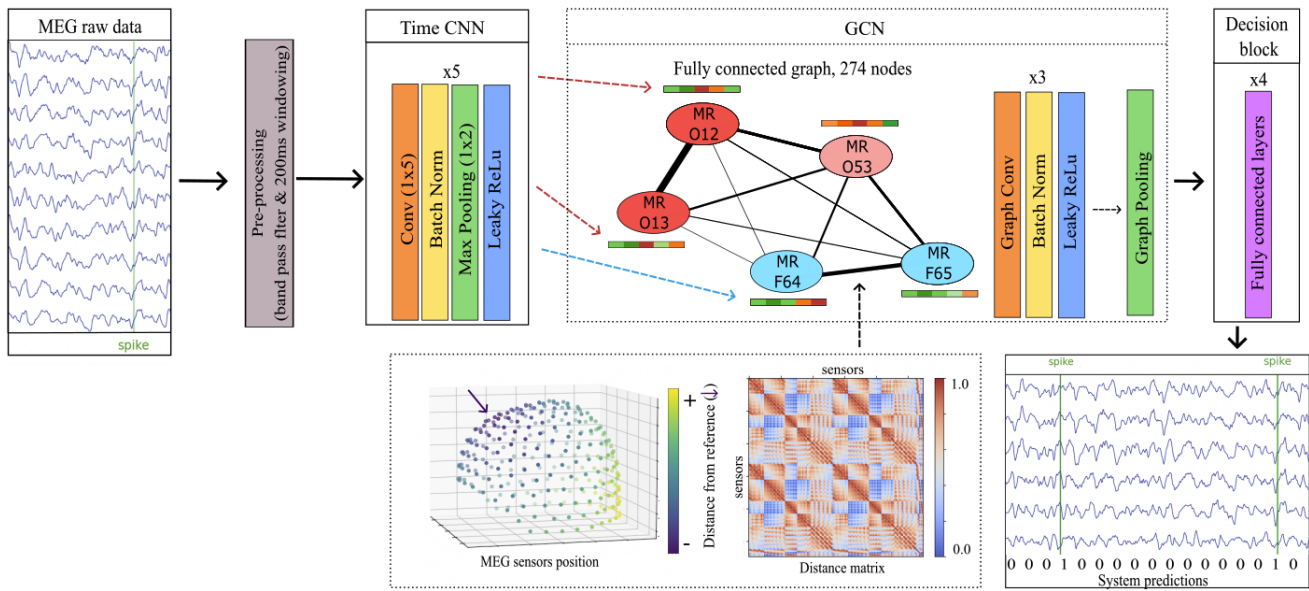 MEG raw data
spike
Pre-processing
(band pass flter & 200ms windowing)
Time CNN
x5
Conv (1x5)
Batch Norm
Max Pooling (1x2)
Leaky ReLu
GCN
Fully connected graph, 274 nodes
MR
O12
MR
O53
MR
O13
MR
F64
MR
F65
x3
Graph Conv
Batch Norm
Leaky ReLu
Graph Pooling
Decision
block
x4
Fully connected layers
MEG sensors position
+
-
Distance from reference (↓)
sensors
sensors
Distance matrix
1.0
0.0
spike
spike
0 0 0 1 0 0 0 0 0 0 0 0 0 0 0 1 0
System predictions